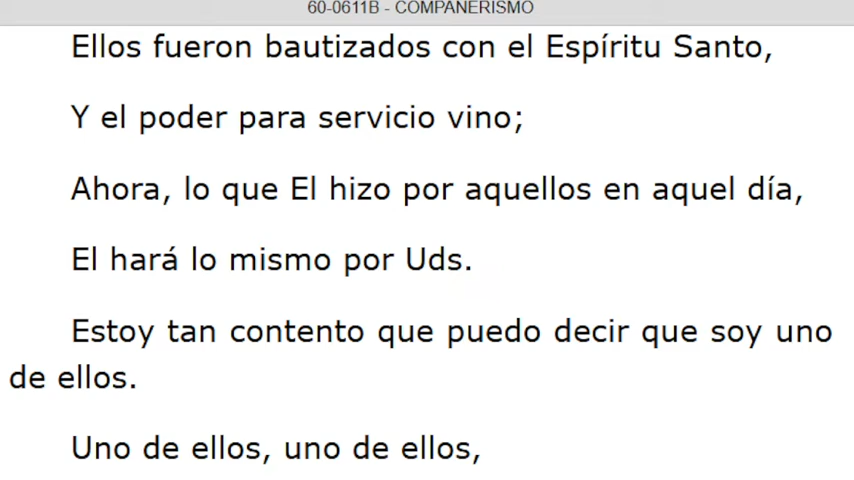 60-0611B - COMPAÑERISMO
Ellos fueron bautizados con el Espíritu Santo,
Y el poder para servicio vino;
Ahora, lo que El hizo por aquellos en aquel día,
El hará lo mismo por Uds.
Estoy tan contento que puedo decir que soy uno
de ellos.
Uno de ellos, uno de ellos,